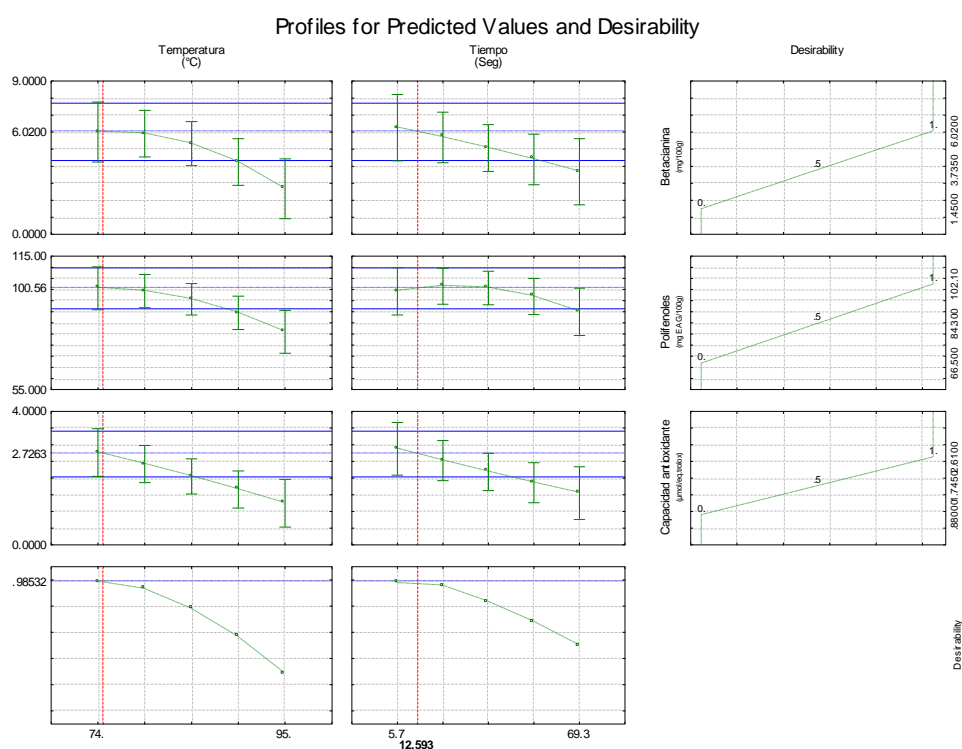 Profiles for Predicted Values and Desirability
Temperatura
(°C)
Tiempo
(Seg)
Desirability
9.0000
6.0200
0.0000
Betacianina
(mg/100g)
1.
.5
0.
6.0200
3.7350
1.4500
115.00
100.56
55.000
Polifenoles
(mg EAG/100g)
1.
.5
0.
102.10
84.300
66.500
4.0000
2.7263
0.0000
Capacidad antioxidante
(µmol/eq.trolox)
1.
.5
0.
2.6100
1.7450
.88000
.98532
Desirability
74.
95.
5.7
69.3
12.593